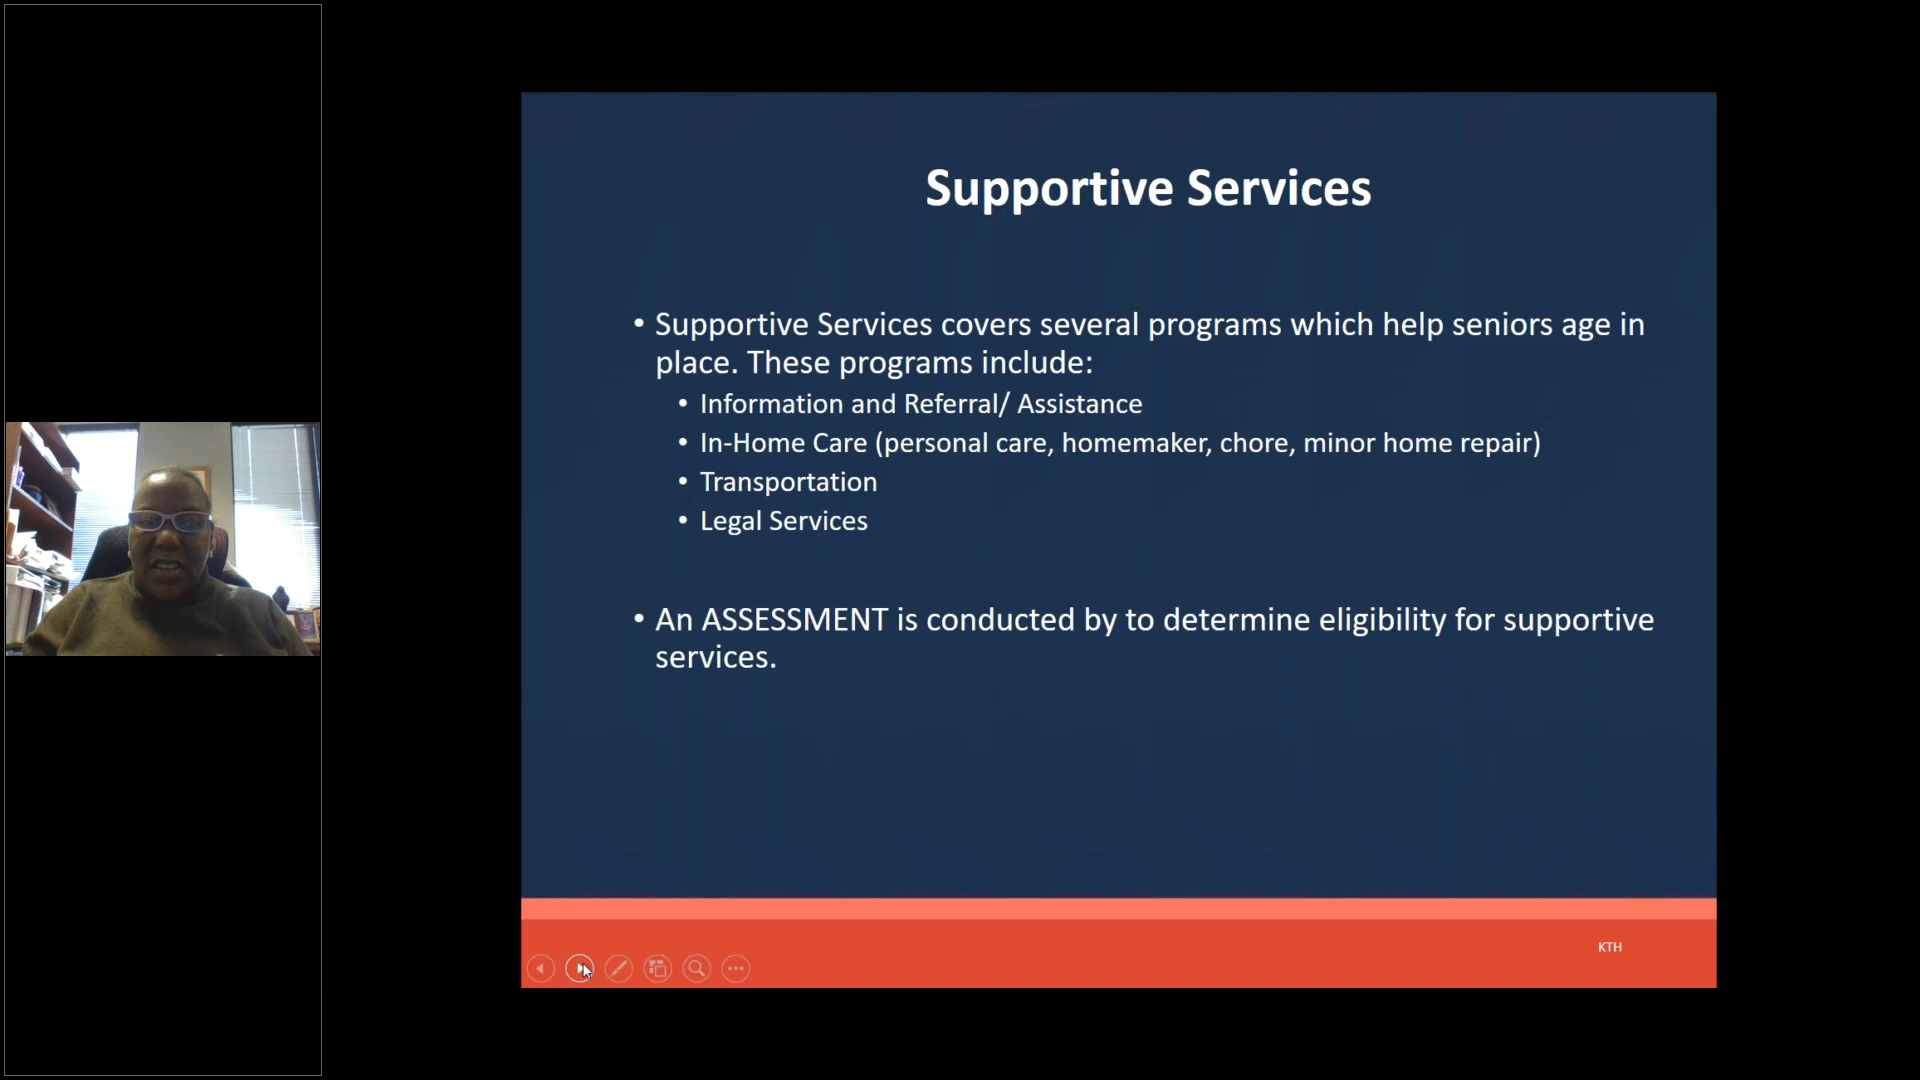 Supportive Services
• Supportive Services covers several programs which help seniors age in
place. These programs include:
• Information and Referral/ Assistance
• In-Home Care (personal care, homemaker, chore, minor home repair)
• Transportation
• Legal Services
• An ASSESSMENT is conducted by to determine eligibility for supportive
services.
KTH